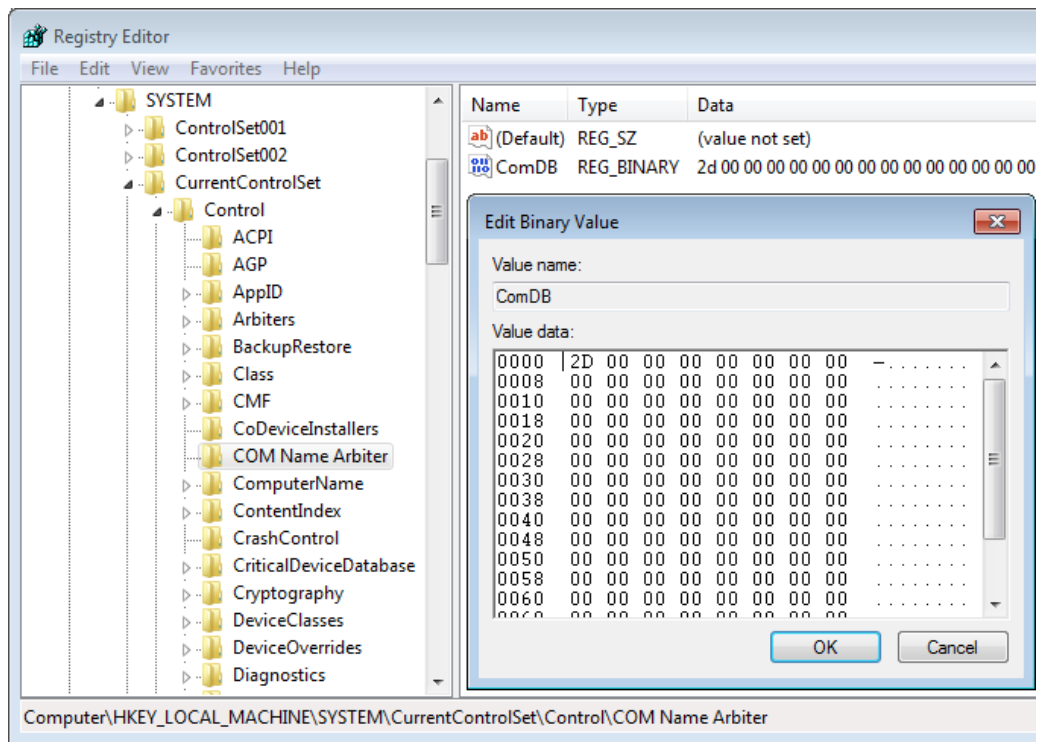 Registry Editor
File Edit View Favorites Help
SYSTEM
ControlSet001
ControlSet002
CurrentControlSet
Control
ACPI
AGP
AppID
Arbiters
BackupRestore
Class
CMF
CoDeviceInstallers
COM Name Arbiter
ComputerName
ContentIndex
CrashControl
CriticalDeviceDatabase
Cryptography
DeviceClasses
DeviceOverrides
Diagnostics
Name Type Data
(Default) REG_SZ (value not set)
ComDB REG_BINARY 2d 00 00 00 00 00 00 00 00 00 00 00 00 00
Edit Binary Value
Value name:
ComDB
Value data:
0000 2D 00 00 00 00 00 00 00 -.......
0008 00 00 00 00 00 00 00 00 ........
0010 00 00 00 00 00 00 00 00 ........
0018 00 00 00 00 00 00 00 00 ........
0020 00 00 00 00 00 00 00 00 ........
0028 00 00 00 00 00 00 00 00 ........
0030 00 00 00 00 00 00 00 00 ........
0038 00 00 00 00 00 00 00 00 ........
0040 00 00 00 00 00 00 00 00 ........
0048 00 00 00 00 00 00 00 00 ........
0050 00 00 00 00 00 00 00 00 ........
0058 00 00 00 00 00 00 00 00 ........
0060 00 00 00 00 00 00 00 00 ........
OK Cancel
Computer\HKEY_LOCAL_MACHINE\SYSTEM\CurrentControlSet\Control\COM Name Arbiter